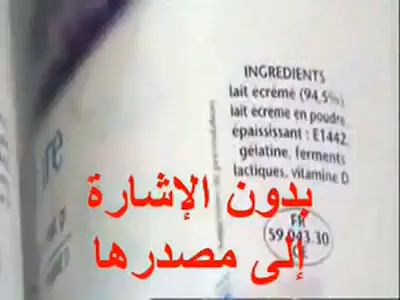 INGREDIENTS
lait écrémé (94,5%),
lait écrémé en poudre,
épaississant : E1442,
gélatine, ferments
lactiques, vitamine D
بدون الإشارة
FR
59.043.30
إلى مصدرها